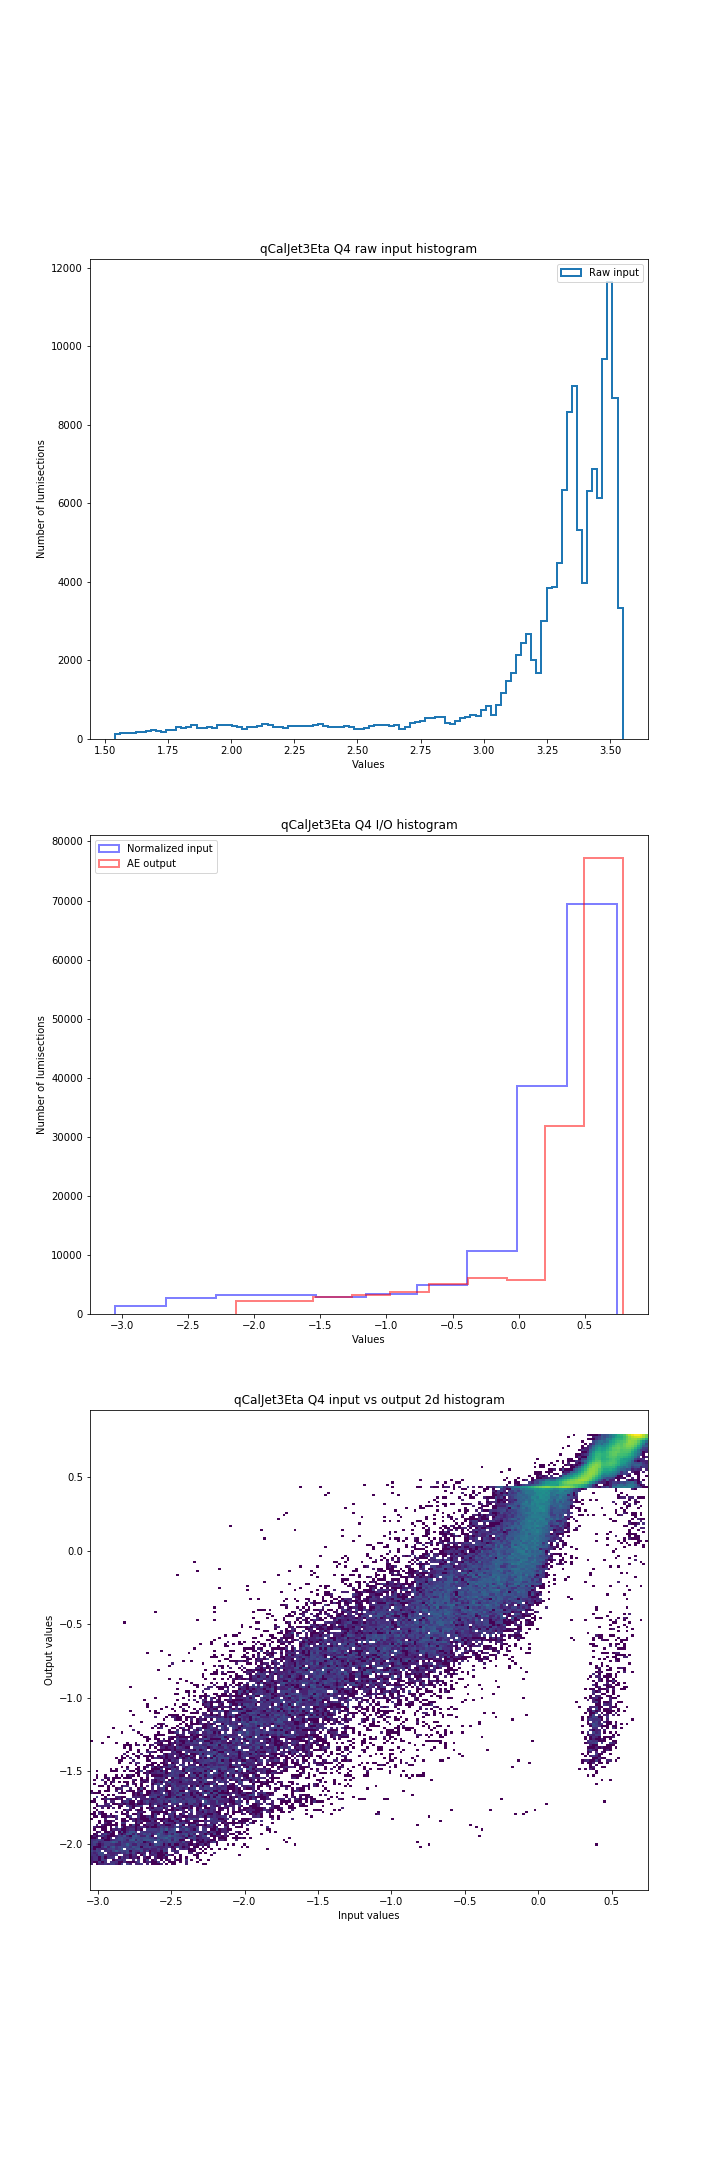 qCalJet3Eta Q4 raw input histogram
12000
10000
8000
6000
4000
2000
0
Number of lumisections
Raw input
1.50 1.75 2.00 2.25 2.50 2.75 3.00 3.25 3.50
Values
qCalJet3Eta Q4 I/O histogram
80000
70000
60000
50000
40000
30000
20000
10000
0
Number of lumisections
Normalized input
AE output
−3.0 −2.5 −2.0 −1.5 −1.0 −0.5 0.0 0.5
Values
qCalJet3Eta Q4 input vs output 2d histogram
0.5
0.0
−0.5
−1.0
−1.5
−2.0
Output values
−3.0 −2.5 −2.0 −1.5 −1.0 −0.5 0.0 0.5
Input values